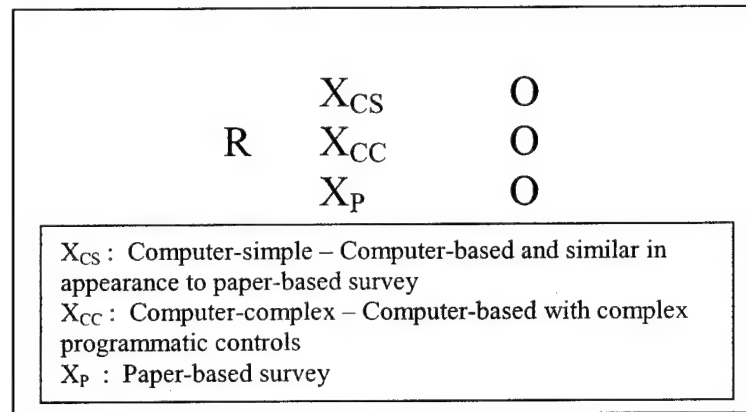 X_CS O
R X_CC O
X_P O
X_CS : Computer-simple – Computer-based and similar in
appearance to paper-based survey
X_CC : Computer-complex – Computer-based with complex
programmatic controls
X_P : Paper-based survey